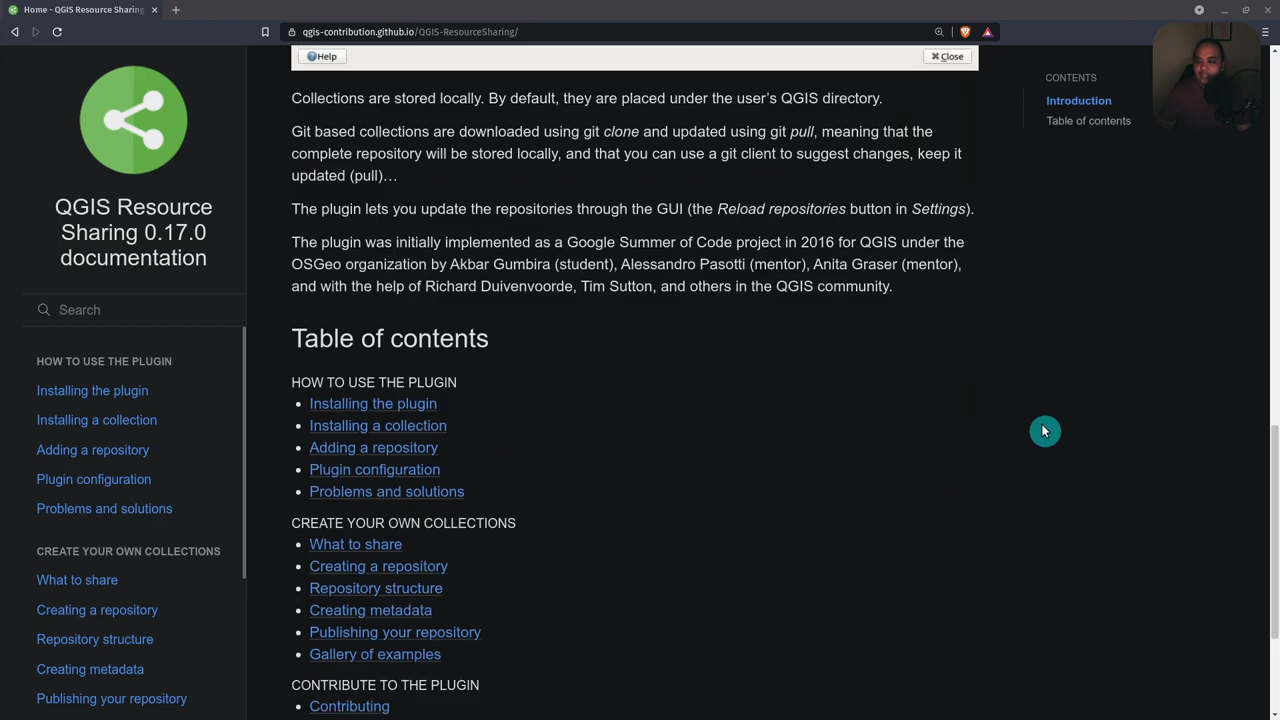 Home - QGIS Resource Sharing
qgis-contribution.github.io/QGIS-ResourceSharing/
QGIS Resource
Sharing 0.17.0
documentation
Search
HOW TO USE THE PLUGIN
Installing the plugin
Installing a collection
Adding a repository
Plugin configuration
Problems and solutions
CREATE YOUR OWN COLLECTIONS
What to share
Creating a repository
Repository structure
Creating metadata
Publishing your repository
Help
Close
Collections are stored locally. By default, they are placed under the user’s QGIS directory.
Git based collections are downloaded using git clone and updated using git pull, meaning that the
complete repository will be stored locally, and that you can use a git client to suggest changes, keep it
updated (pull)…
The plugin lets you update the repositories through the GUI (the Reload repositories button in Settings).
The plugin was initially implemented as a Google Summer of Code project in 2016 for QGIS under the
OSGeo organization by Akbar Gumbira (student), Alessandro Pasotti (mentor), Anita Graser (mentor),
and with the help of Richard Duivenvoorde, Tim Sutton, and others in the QGIS community.
Table of contents
HOW TO USE THE PLUGIN
Installing the plugin
Installing a collection
Adding a repository
Plugin configuration
Problems and solutions
CREATE YOUR OWN COLLECTIONS
What to share
Creating a repository
Repository structure
Creating metadata
Publishing your repository
Gallery of examples
CONTRIBUTE TO THE PLUGIN
Contributing
CONTENTS
Introduction
Table of contents